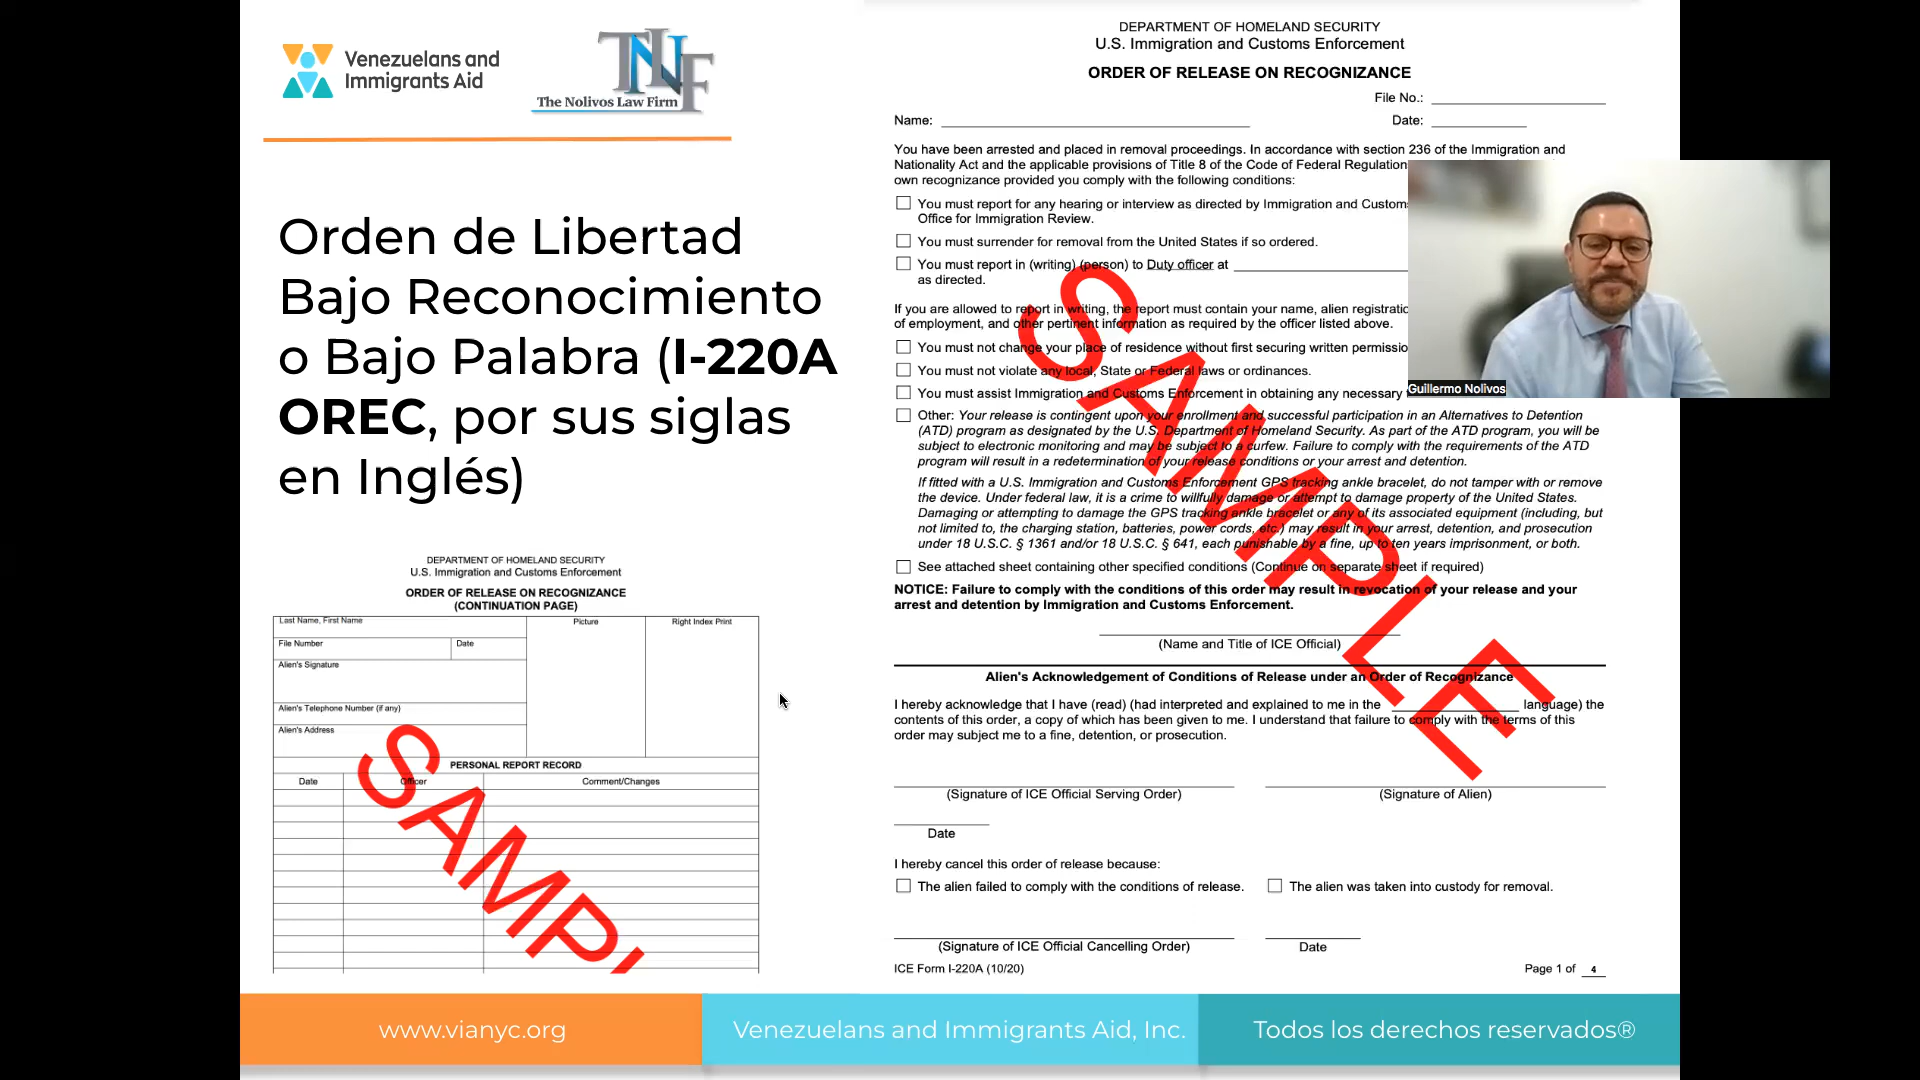 Venezuelans and
Immigrants Aid
TNLF
The Nolivos Law Firm
Orden de Libertad
Bajo Reconocimiento
o Bajo Palabra (I-220A
OREC, por sus siglas
en Inglés)
DEPARTMENT OF HOMELAND SECURITY
U.S. Immigration and Customs Enforcement
ORDER OF RELEASE ON RECOGNIZANCE
(CONTINUATION PAGE)
Last Name, First Name
Picture
Right Index Print
File Number
Date
Alien's Signature
Alien's Telephone Number (if any)
Alien's Address
PERSONAL REPORT RECORD
Date
Officer
Comment/Changes
SAMPL
DEPARTMENT OF HOMELAND SECURITY
U.S. Immigration and Customs Enforcement
ORDER OF RELEASE ON RECOGNIZANCE
File No.:
Name:
Date:
You have been arrested and placed in removal proceedings. In accordance with section 236 of the Immigration and
Nationality Act and the applicable provisions of Title 8 of the Code of Federal Regulation
own recognizance provided you comply with the following conditions:
You must report for any hearing or interview as directed by Immigration and Customs
Office for Immigration Review.
You must surrender for removal from the United States if so ordered.
You must report in (writing) (person) to Duty officer at
as directed.
If you are allowed to report in writing, the report must contain your name, alien registratio
of employment, and other pertinent information as required by the officer listed above.
You must not change your place of residence without first securing written permissio
You must not violate any local, State or Federal laws or ordinances.
You must assist Immigration and Customs Enforcement in obtaining any necessary
Other: Your release is contingent upon your enrollment and successful participation in an Alternatives to Detention
(ATD) program as designated by the U.S. Department of Homeland Security. As part of the ATD program, you will be
subject to electronic monitoring and may be subject to a curfew. Failure to comply with the requirements of the ATD
program will result in a redetermination of your release conditions or your arrest and detention.
If fitted with a U.S. Immigration and Customs Enforcement GPS tracking ankle bracelet, do not tamper with or remove
the device. Under federal law, it is a crime to willfully damage or attempt to damage property of the United States.
Damaging or attempting to damage the GPS tracking ankle bracelet or any of its associated equipment (including, but
not limited to, the charging station, batteries, power cords, etc.) may result in your arrest, detention, and prosecution
under 18 U.S.C. § 1361 and/or 18 U.S.C. § 641, each punishable by a fine, up to ten years imprisonment, or both.
See attached sheet containing other specified conditions (Continue on separate sheet if required)
NOTICE: Failure to comply with the conditions of this order may result in revocation of your release and your
arrest and detention by Immigration and Customs Enforcement.
(Name and Title of ICE Official)
Alien's Acknowledgement of Conditions of Release under an Order of Recognizance
I hereby acknowledge that I have (read) (had interpreted and explained to me in the language) the
contents of this order, a copy of which has been given to me. I understand that failure to comply with the terms of this
order may subject me to a fine, detention, or prosecution.
(Signature of ICE Official Serving Order)
(Signature of Alien)
Date
I hereby cancel this order of release because:
The alien failed to comply with the conditions of release.
The alien was taken into custody for removal.
(Signature of ICE Official Cancelling Order)
Date
ICE Form I-220A (10/20)
Page 1 of 4
SAMPLE
Guillermo Nolivos
www.vianyc.org
Venezuelans and Immigrants Aid, Inc.
Todos los derechos reservados®